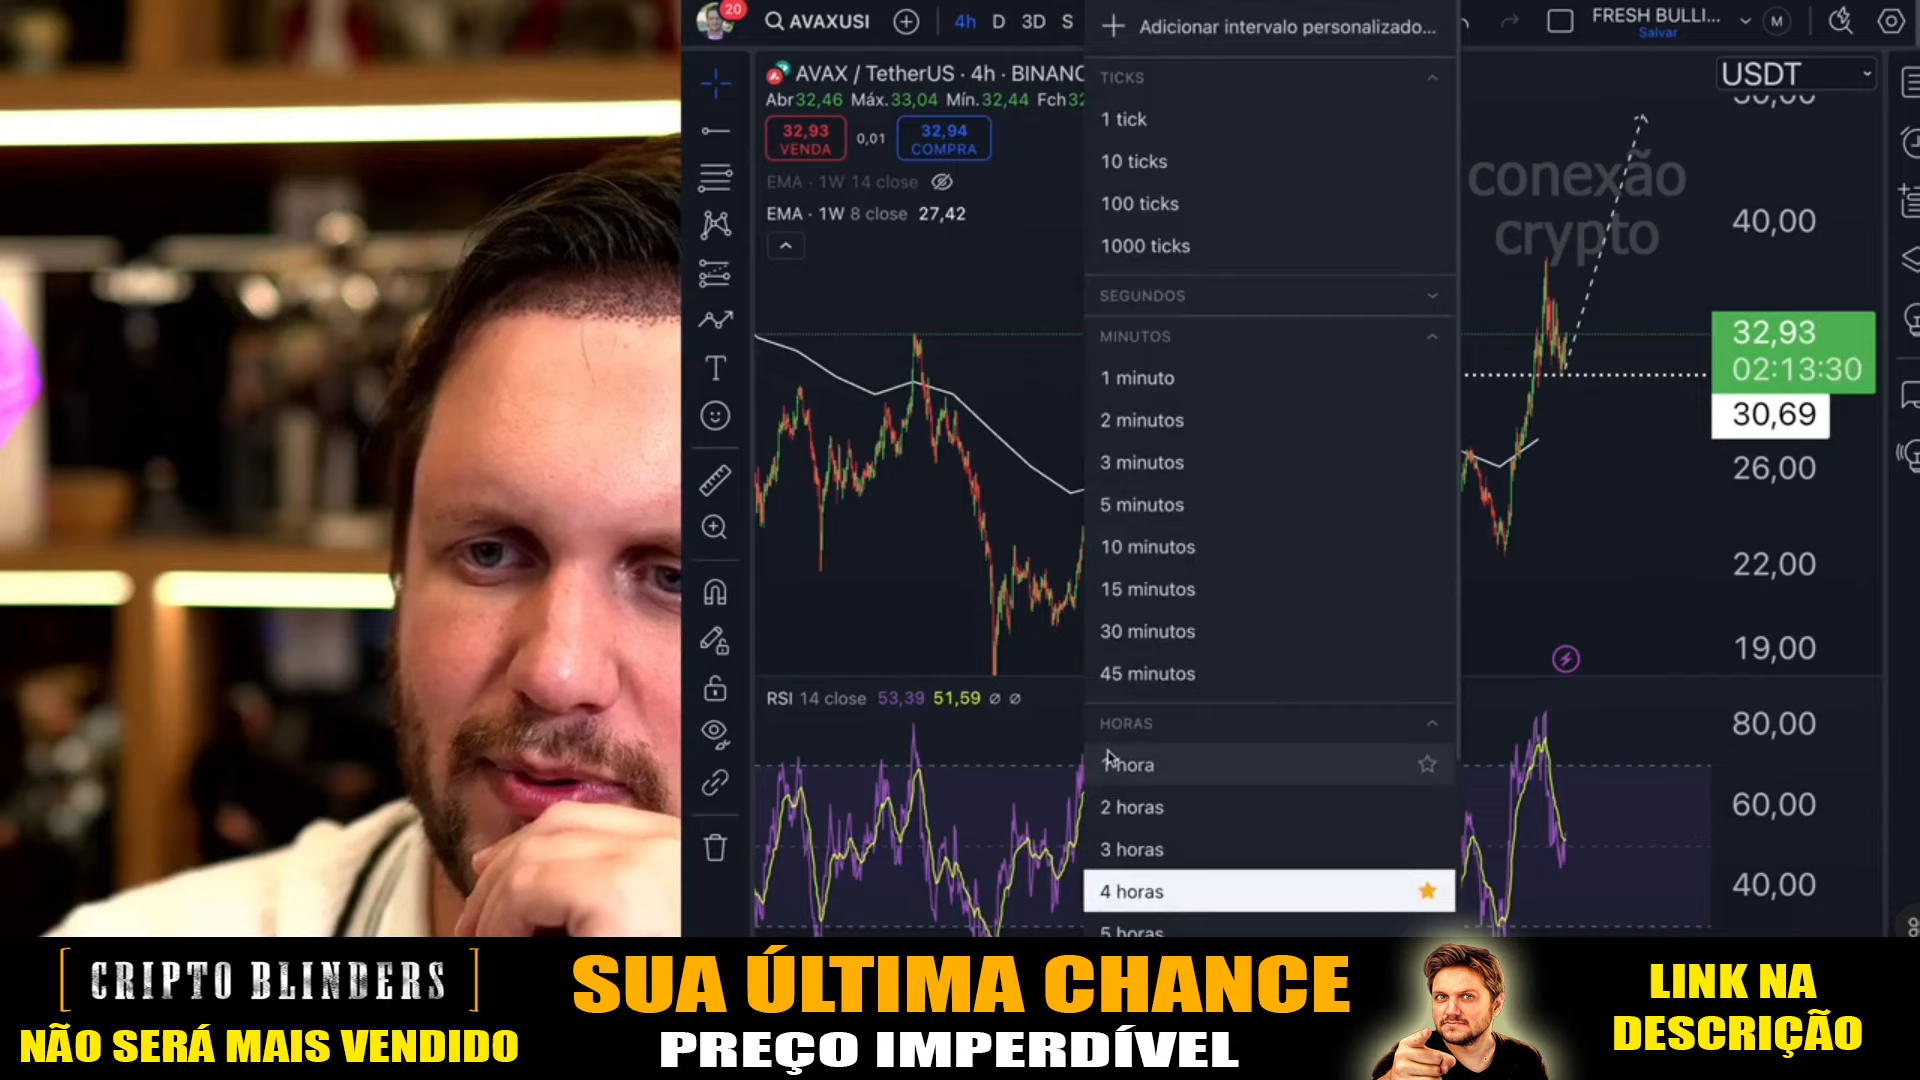 20
AVAXUSI
4h D 3D S
Adicionar intervalo personalizado...
FRESH BULLI...
Salvar
M
AVAX / TetherUS · 4h · BINANC
USDT
Abr32,46 Máx.33,04 Mín.32,44 Fch32
TICKS
32,93
VENDA
0,01
32,94
COMPRA
1 tick
10 ticks
EMA · 1W 14 close
EMA · 1W 8 close 27,42
100 ticks
1000 ticks
conexão
crypto
40,00
SEGUNDOS
MINUTOS
32,93
02:13:30
1 minuto
2 minutos
30,69
3 minutos
26,00
5 minutos
10 minutos
22,00
15 minutos
30 minutos
19,00
45 minutos
RSI 14 close 53,39 51,59 ∅ ∅
HORAS
80,00
1 hora
2 horas
60,00
3 horas
4 horas
40,00
5 horas
[ CRIPTO BLINDERS ]
NÃO SERÁ MAIS VENDIDO
SUA ÚLTIMA CHANCE
PREÇO IMPERDÍVEL
LINK NA
DESCRIÇÃO